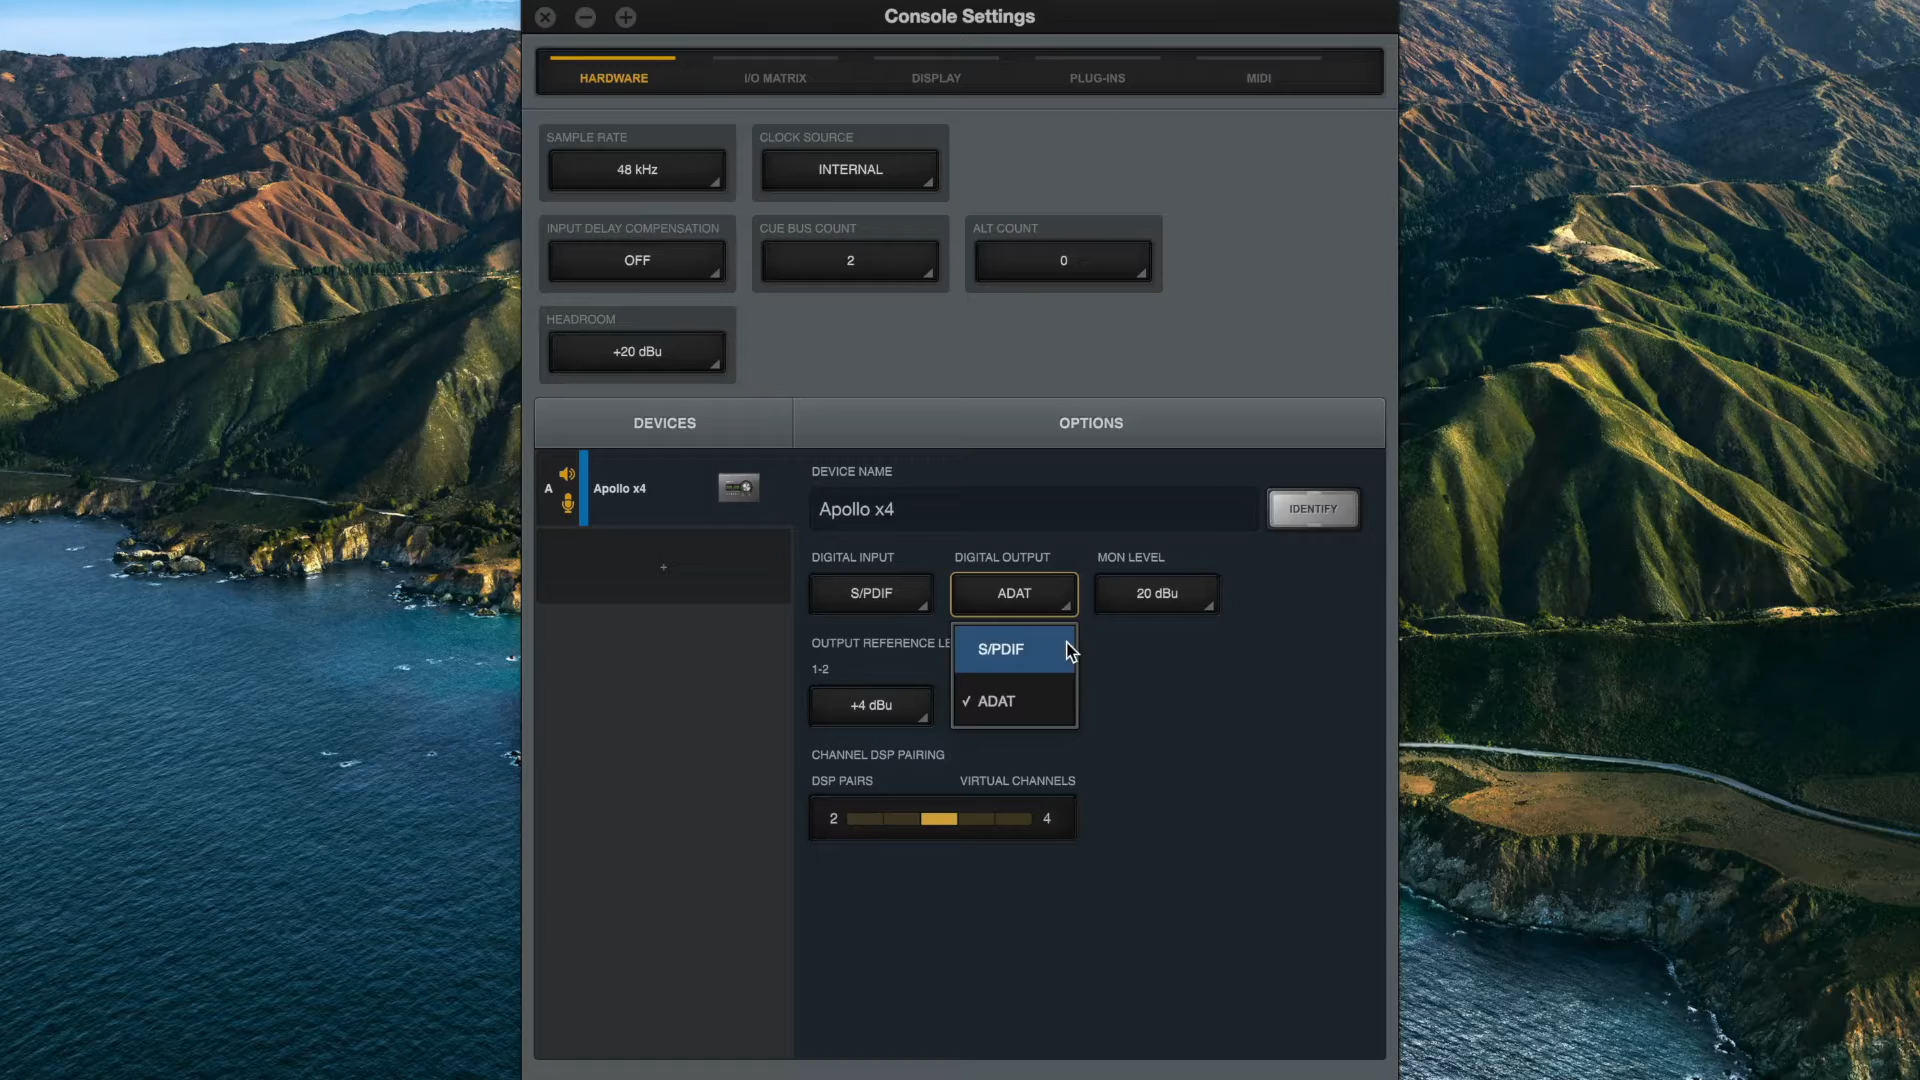 Console Settings
HARDWARE
I/O MATRIX
DISPLAY
PLUG-INS
MIDI
SAMPLE RATE
48 kHz
CLOCK SOURCE
INTERNAL
INPUT DELAY COMPENSATION
OFF
CUE BUS COUNT
2
ALT COUNT
0
HEADROOM
+20 dBu
DEVICES
OPTIONS
A
Apollo x4
+
DEVICE NAME
Apollo x4
IDENTIFY
DIGITAL INPUT
S/PDIF
DIGITAL OUTPUT
ADAT
MON LEVEL
20 dBu
S/PDIF
✓ ADAT
OUTPUT REFERENCE LE
1-2
+4 dBu
CHANNEL DSP PAIRING
DSP PAIRS
VIRTUAL CHANNELS
2
4